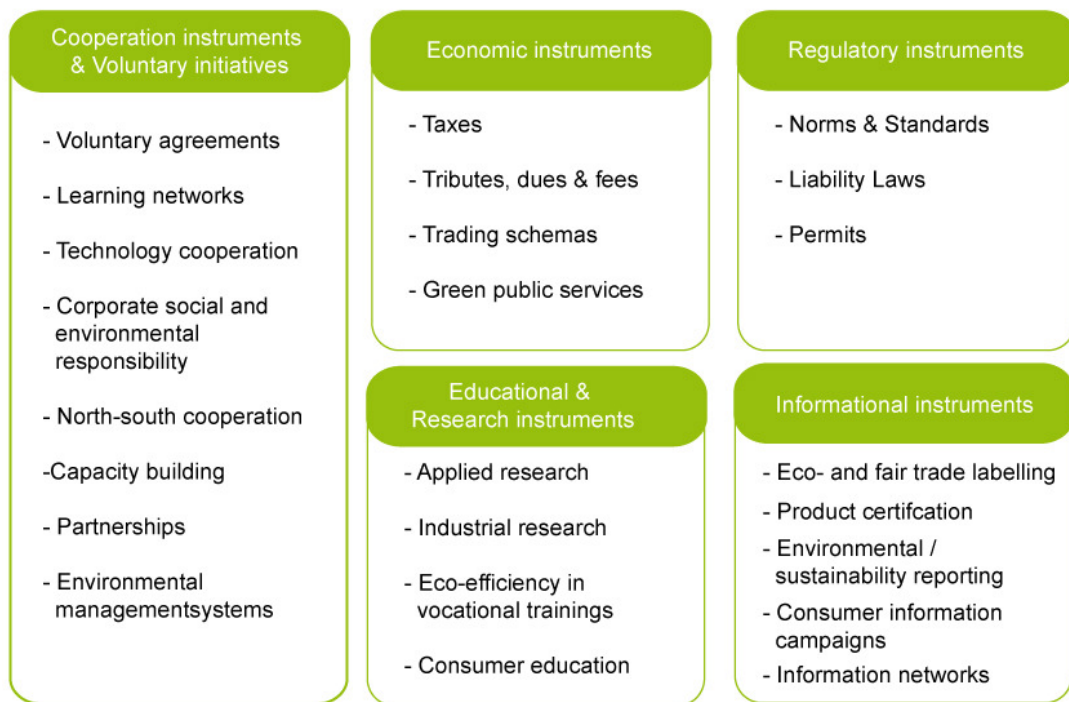 Cooperation instruments
& Voluntary initiatives
- Voluntary agreements
- Learning networks
- Technology cooperation
- Corporate social and
environmental
responsibility
- North-south cooperation
-Capacity building
- Partnerships
- Environmental
managementsystems
Economic instruments
- Taxes
- Tributes, dues & fees
- Trading schemas
- Green public services
Regulatory instruments
- Norms & Standards
- Liability Laws
- Permits
Educational &
Research instruments
- Applied research
- Industrial research
- Eco-efficiency in
vocational trainings
- Consumer education
Informational instruments
- Eco- and fair trade labelling
- Product certifcation
- Environmental /
sustainability reporting
- Consumer information
campaigns
- Information networks